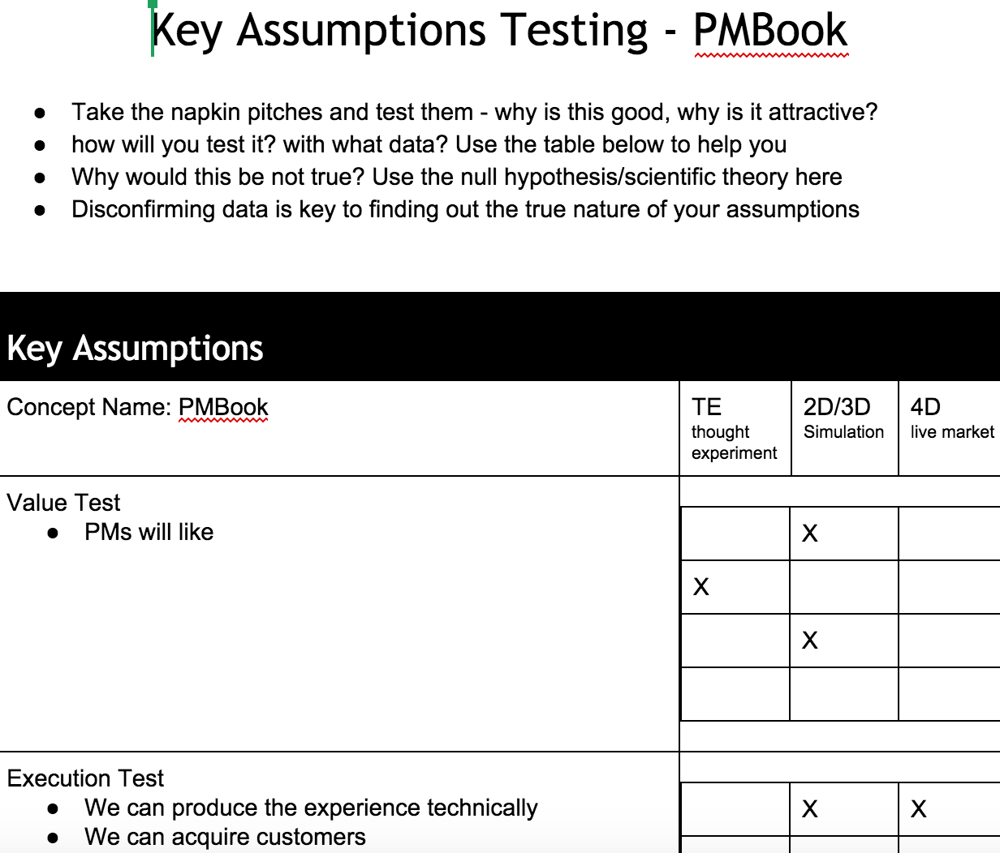 Key Assumptions Testing - PMBook
● Take the napkin pitches and test them - why is this good, why is it attractive?
● how will you test it? with what data? Use the table below to help you
● Why would this be not true? Use the null hypothesis/scientific theory here
● Disconfirming data is key to finding out the true nature of your assumptions
Key Assumptions
Concept Name: PMBook
TE
thought
experiment
2D/3D
Simulation
4D
live market
Value Test
● PMs will like
X
X
X
Execution Test
● We can produce the experience technically
X X
● We can acquire customers